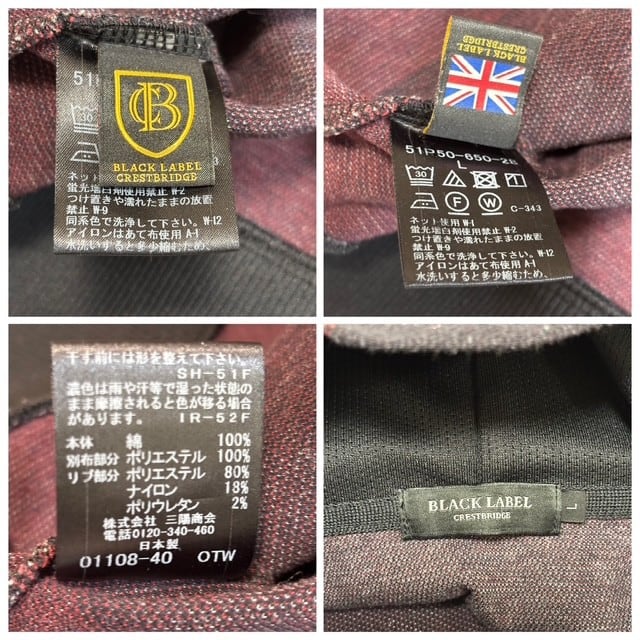 51
BLACK LABEL
CRESTBRIDGE
30
ネット使用
蛍光増白剤使用禁止 W-2
つけ置きや濡れたままの放置
禁止 W-9
同系色で洗浄して下さい。W-12
アイロンはあて布使用 A-1
水洗いすると多少縮むため、
BLACK LABEL
CRESTBRIDGE
51P50-650-28
L
30
F W C-343
ネット使用 W-1
蛍光増白剤使用禁止 W-2
つけ置きや濡れたままの放置
禁止 W-9
同系色で洗浄して下さい。W-12
アイロンはあて布使用 A-1
水洗いすると多少縮むため、
干す前には形を整えて下さい。
SH-51F
濃色は雨や汗等で湿った状態の
まま摩擦されると色が移る場合
があります。 IR-52F
本体 綿 100%
別布部分 ポリエステル 100%
リブ部分 ポリエステル 80%
ナイロン 18%
ポリウレタン 2%
株式会社 三陽商会
電話0120-340-460
日本製
01108-40 OTW
BLACK LABEL
CRESTBRIDGE
L